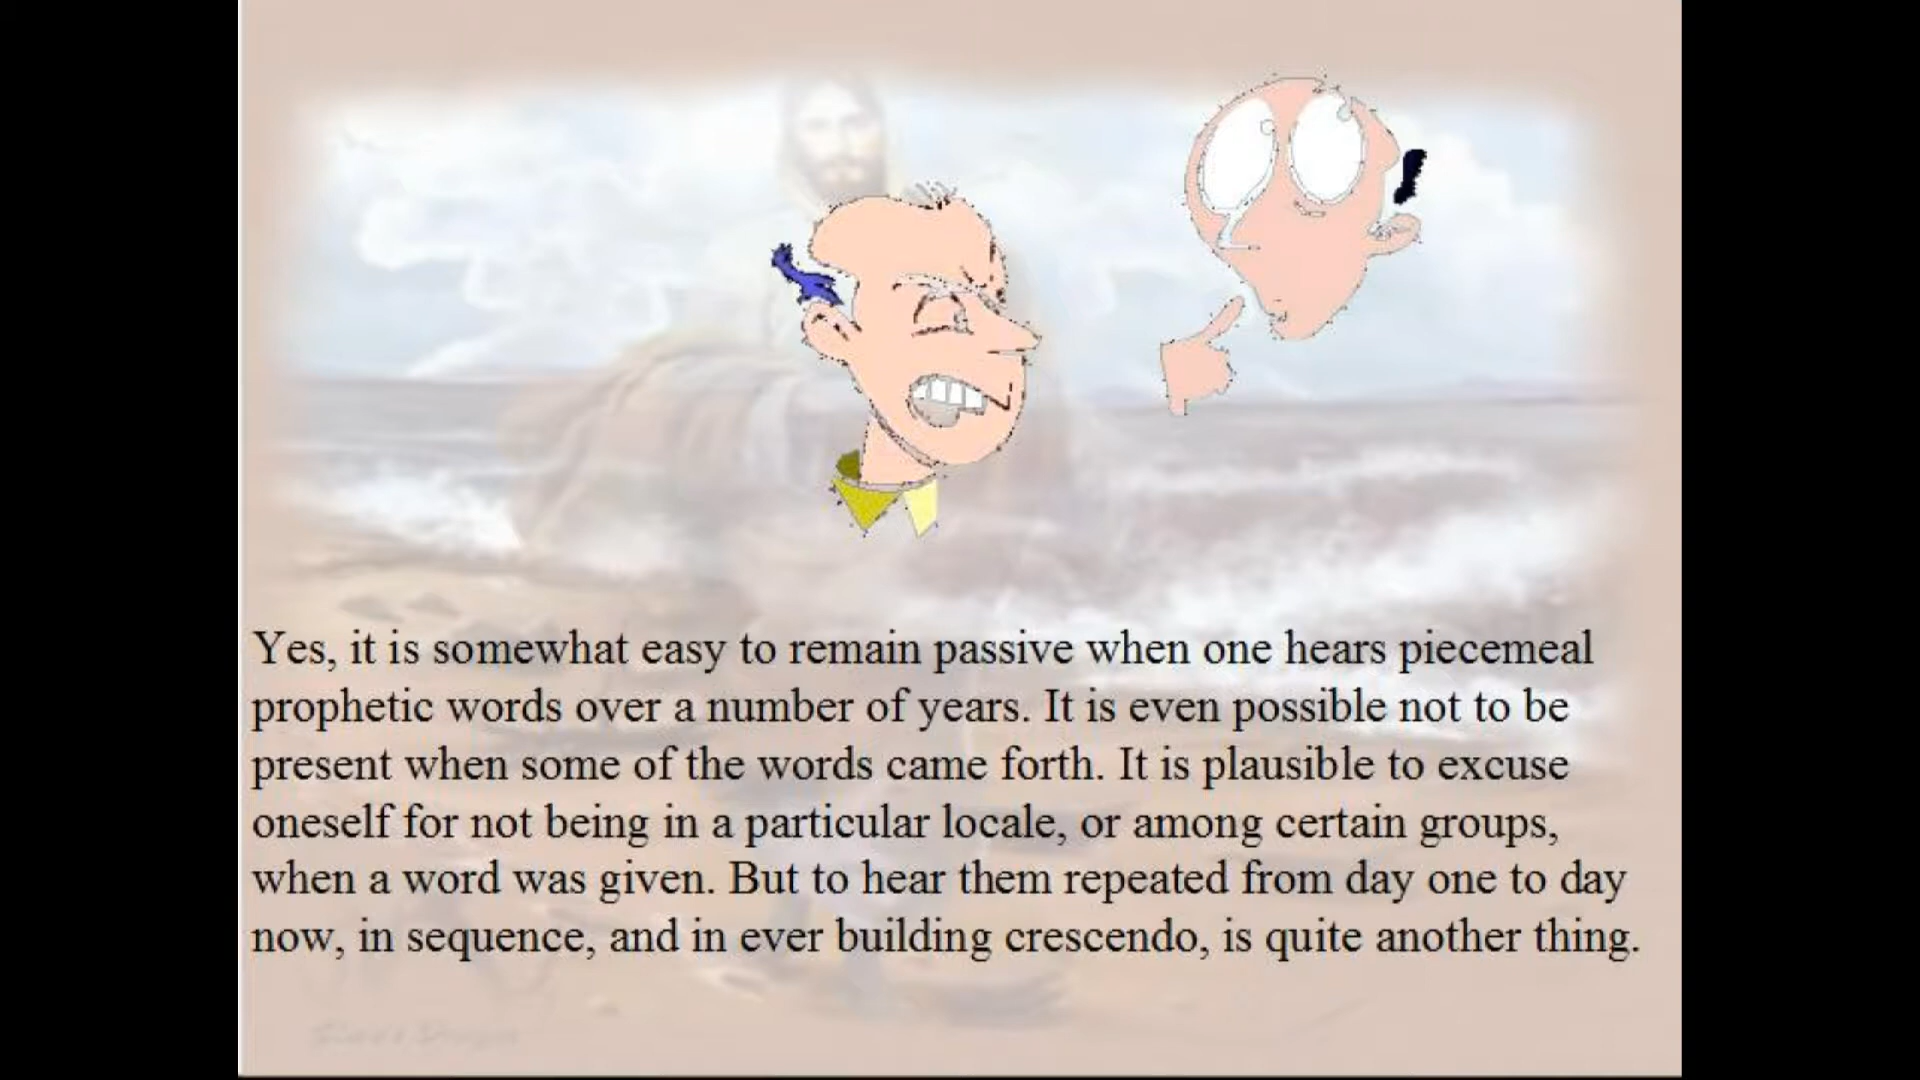 Yes, it is somewhat easy to remain passive when one hears piecemeal
prophetic words over a number of years. It is even possible not to be
present when some of the words came forth. It is plausible to excuse
oneself for not being in a particular locale, or among certain groups,
when a word was given. But to hear them repeated from day one to day
now, in sequence, and in ever building crescendo, is quite another thing.